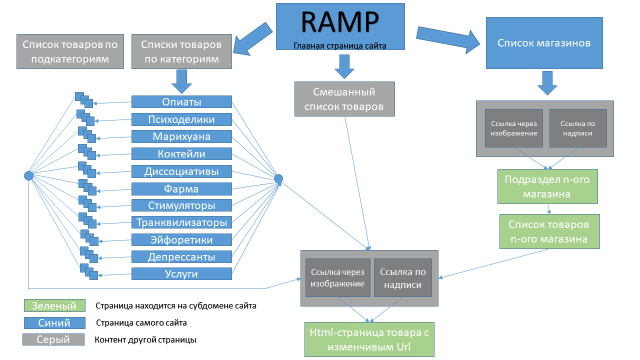 RAMP
Главная страница сайта
Список товаров по
подкатегориям
Списки товаров
по категориям
Список магазинов
Смешанный
список товаров
Опиаты
Психоделики
Марихуана
Коктейли
Диссоциативы
Фарма
Стимуляторы
Транквилизаторы
Эйфоретики
Депрессанты
Услуги
Ссылка через
изображение
Ссылка по
надписи
Подраздел n-ого
магазина
Список товаров
n-ого магазина
Ссылка через
изображение
Ссылка по
надписи
Html-страница товара с
изменчивым Url
Зеленый
Страница находится на субдомене сайта
Синий
Страница самого сайта
Серый
Контент другой страницы